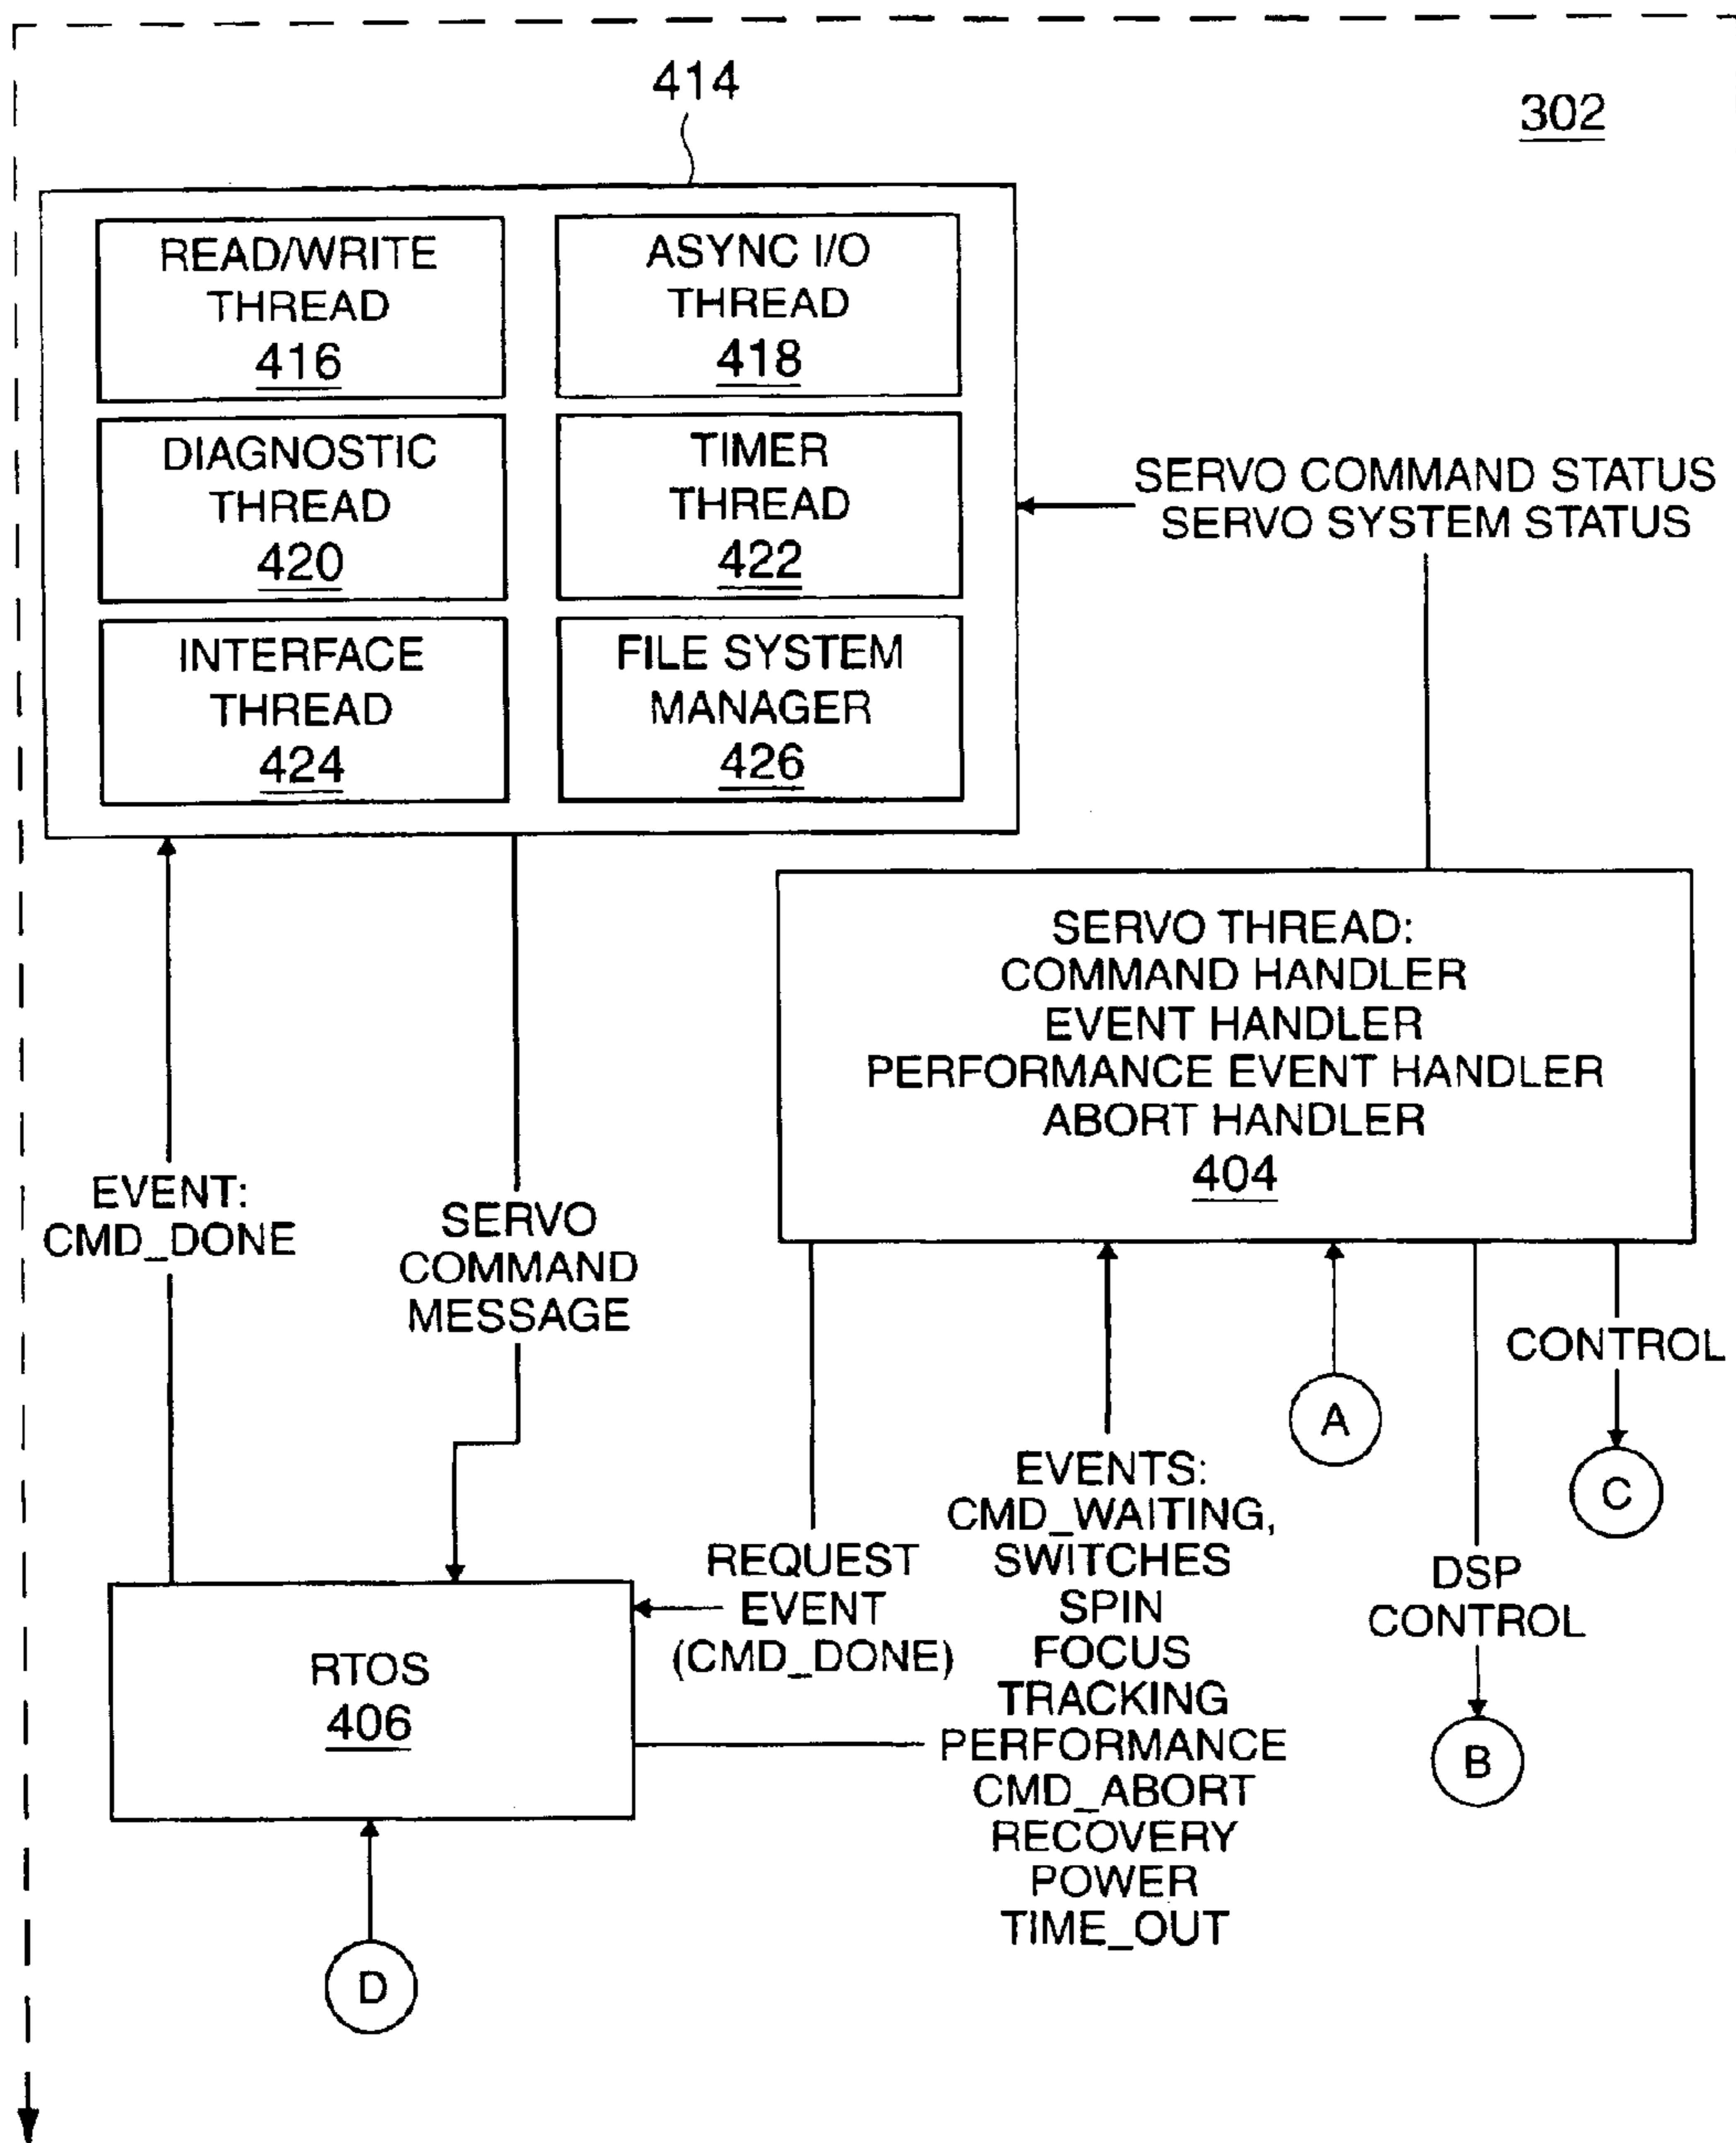 414
302
READ/WRITE
THREAD
416
ASYNC I/O
THREAD
418
DIAGNOSTIC
THREAD
420
TIMER
THREAD
422
INTERFACE
THREAD
424
FILE SYSTEM
MANAGER
426
SERVO COMMAND STATUS
SERVO SYSTEM STATUS
SERVO THREAD:
COMMAND HANDLER
EVENT HANDLER
PERFORMANCE EVENT HANDLER
ABORT HANDLER
404
EVENT:
CMD_DONE
SERVO
COMMAND
MESSAGE
CONTROL
A
C
EVENTS:
CMD_WAITING,
SWITCHES
SPIN
FOCUS
TRACKING
PERFORMANCE
CMD_ABORT
RECOVERY
POWER
TIME_OUT
REQUEST
EVENT
(CMD_DONE)
DSP
CONTROL
B
RTOS
406
D